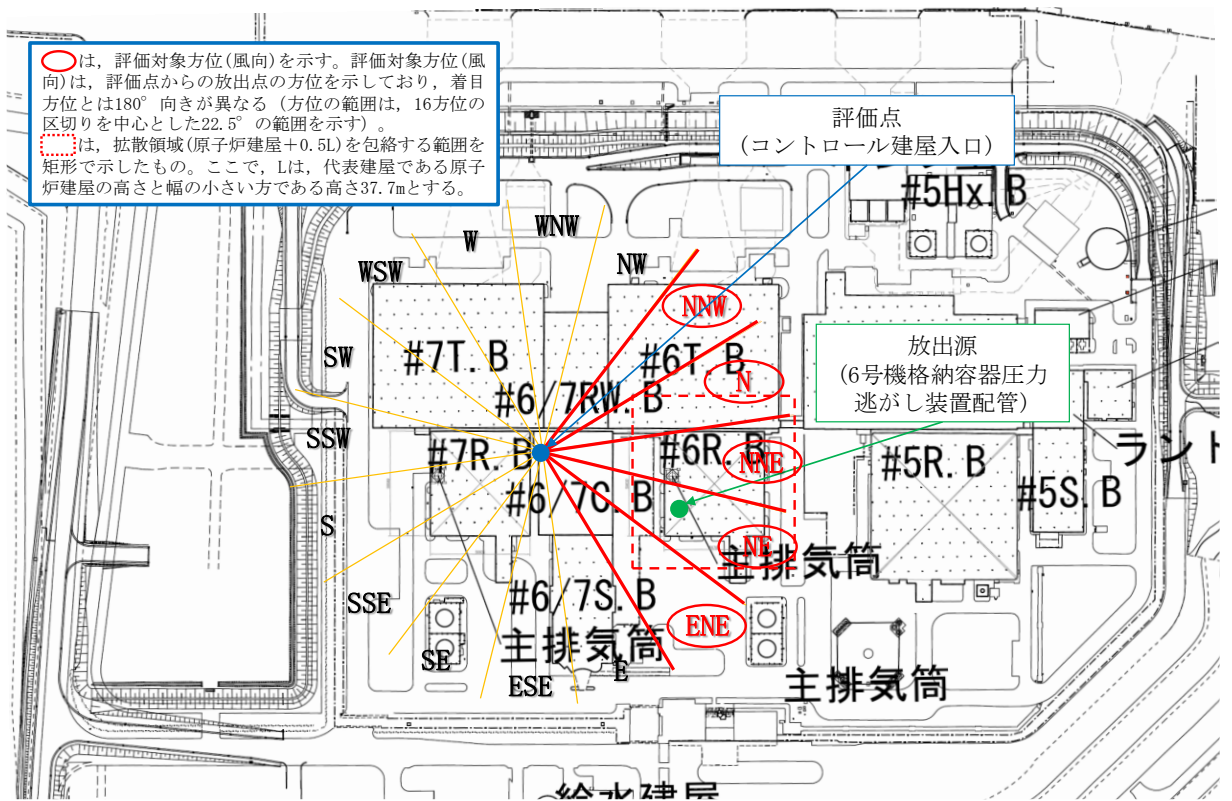 は，評価対象方位(風向)を示す。評価対象方位(風
向)は，評価点からの放出点の方位を示しており，着目
方位とは180°向きが異なる（方位の範囲は，16方位の
区切りを中心とした22.5°の範囲を示す）。
は，拡散領域(原子炉建屋＋0.5L)を包絡する範囲を
矩形で示したもの。ここで，Lは，代表建屋である原子
炉建屋の高さと幅の小さい方である高さ37.7mとする。
評価点
(コントロール建屋入口)
#5Hx.B
WNW
W
NW
WSW
NNW
放出源
(6号機格納容器圧力
逃がし装置配管)
#7T.B
#6T.B
SW
N
#6/7RW.B
SSW
#7R.B
#6R.B
NNE
#5R.B
ラント
#6/7C.B
#5S.B
S
NE
主排気筒
SSE
#6/7S.B
ENE
主排気筒
SE
E
ESE
主排気筒
給水建屋